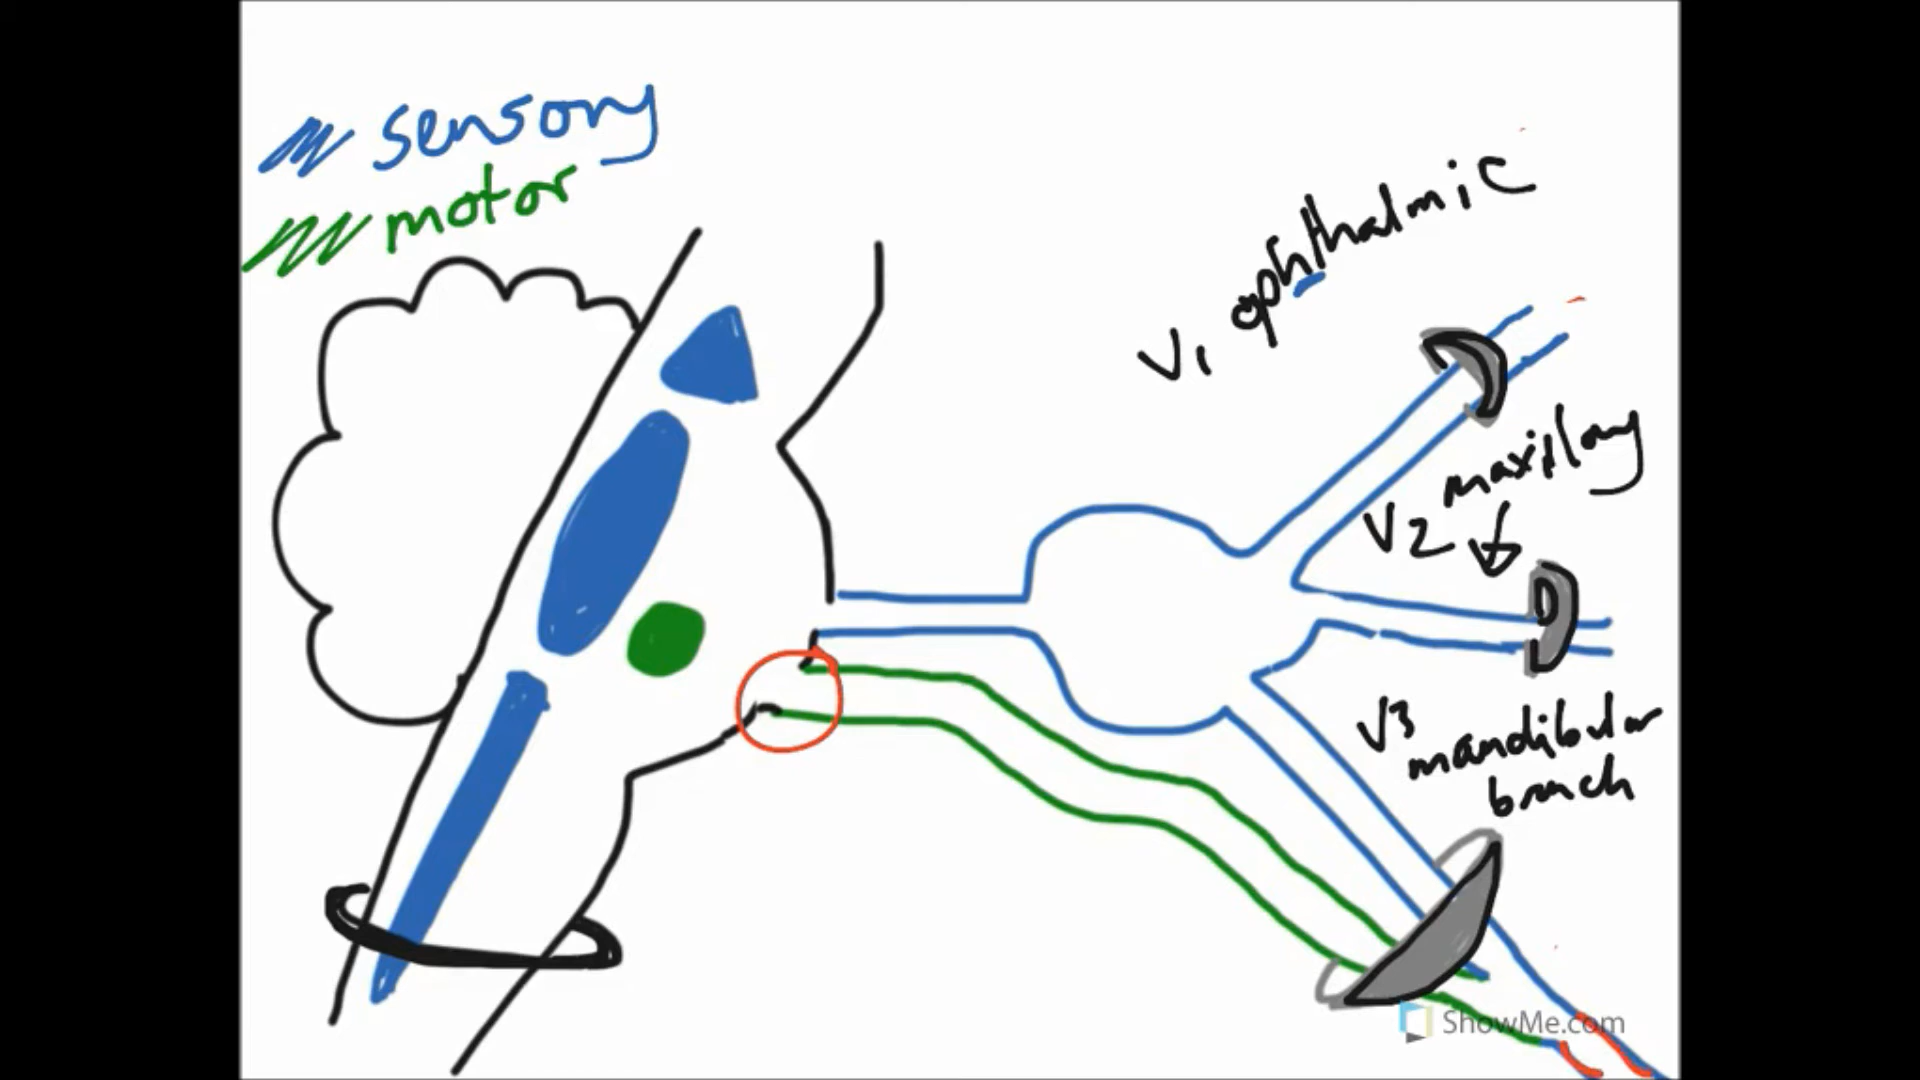 sensory
motor
V1 ophthalmic
V2 maxillary
V3 mandibular
branch
ShowMe.com